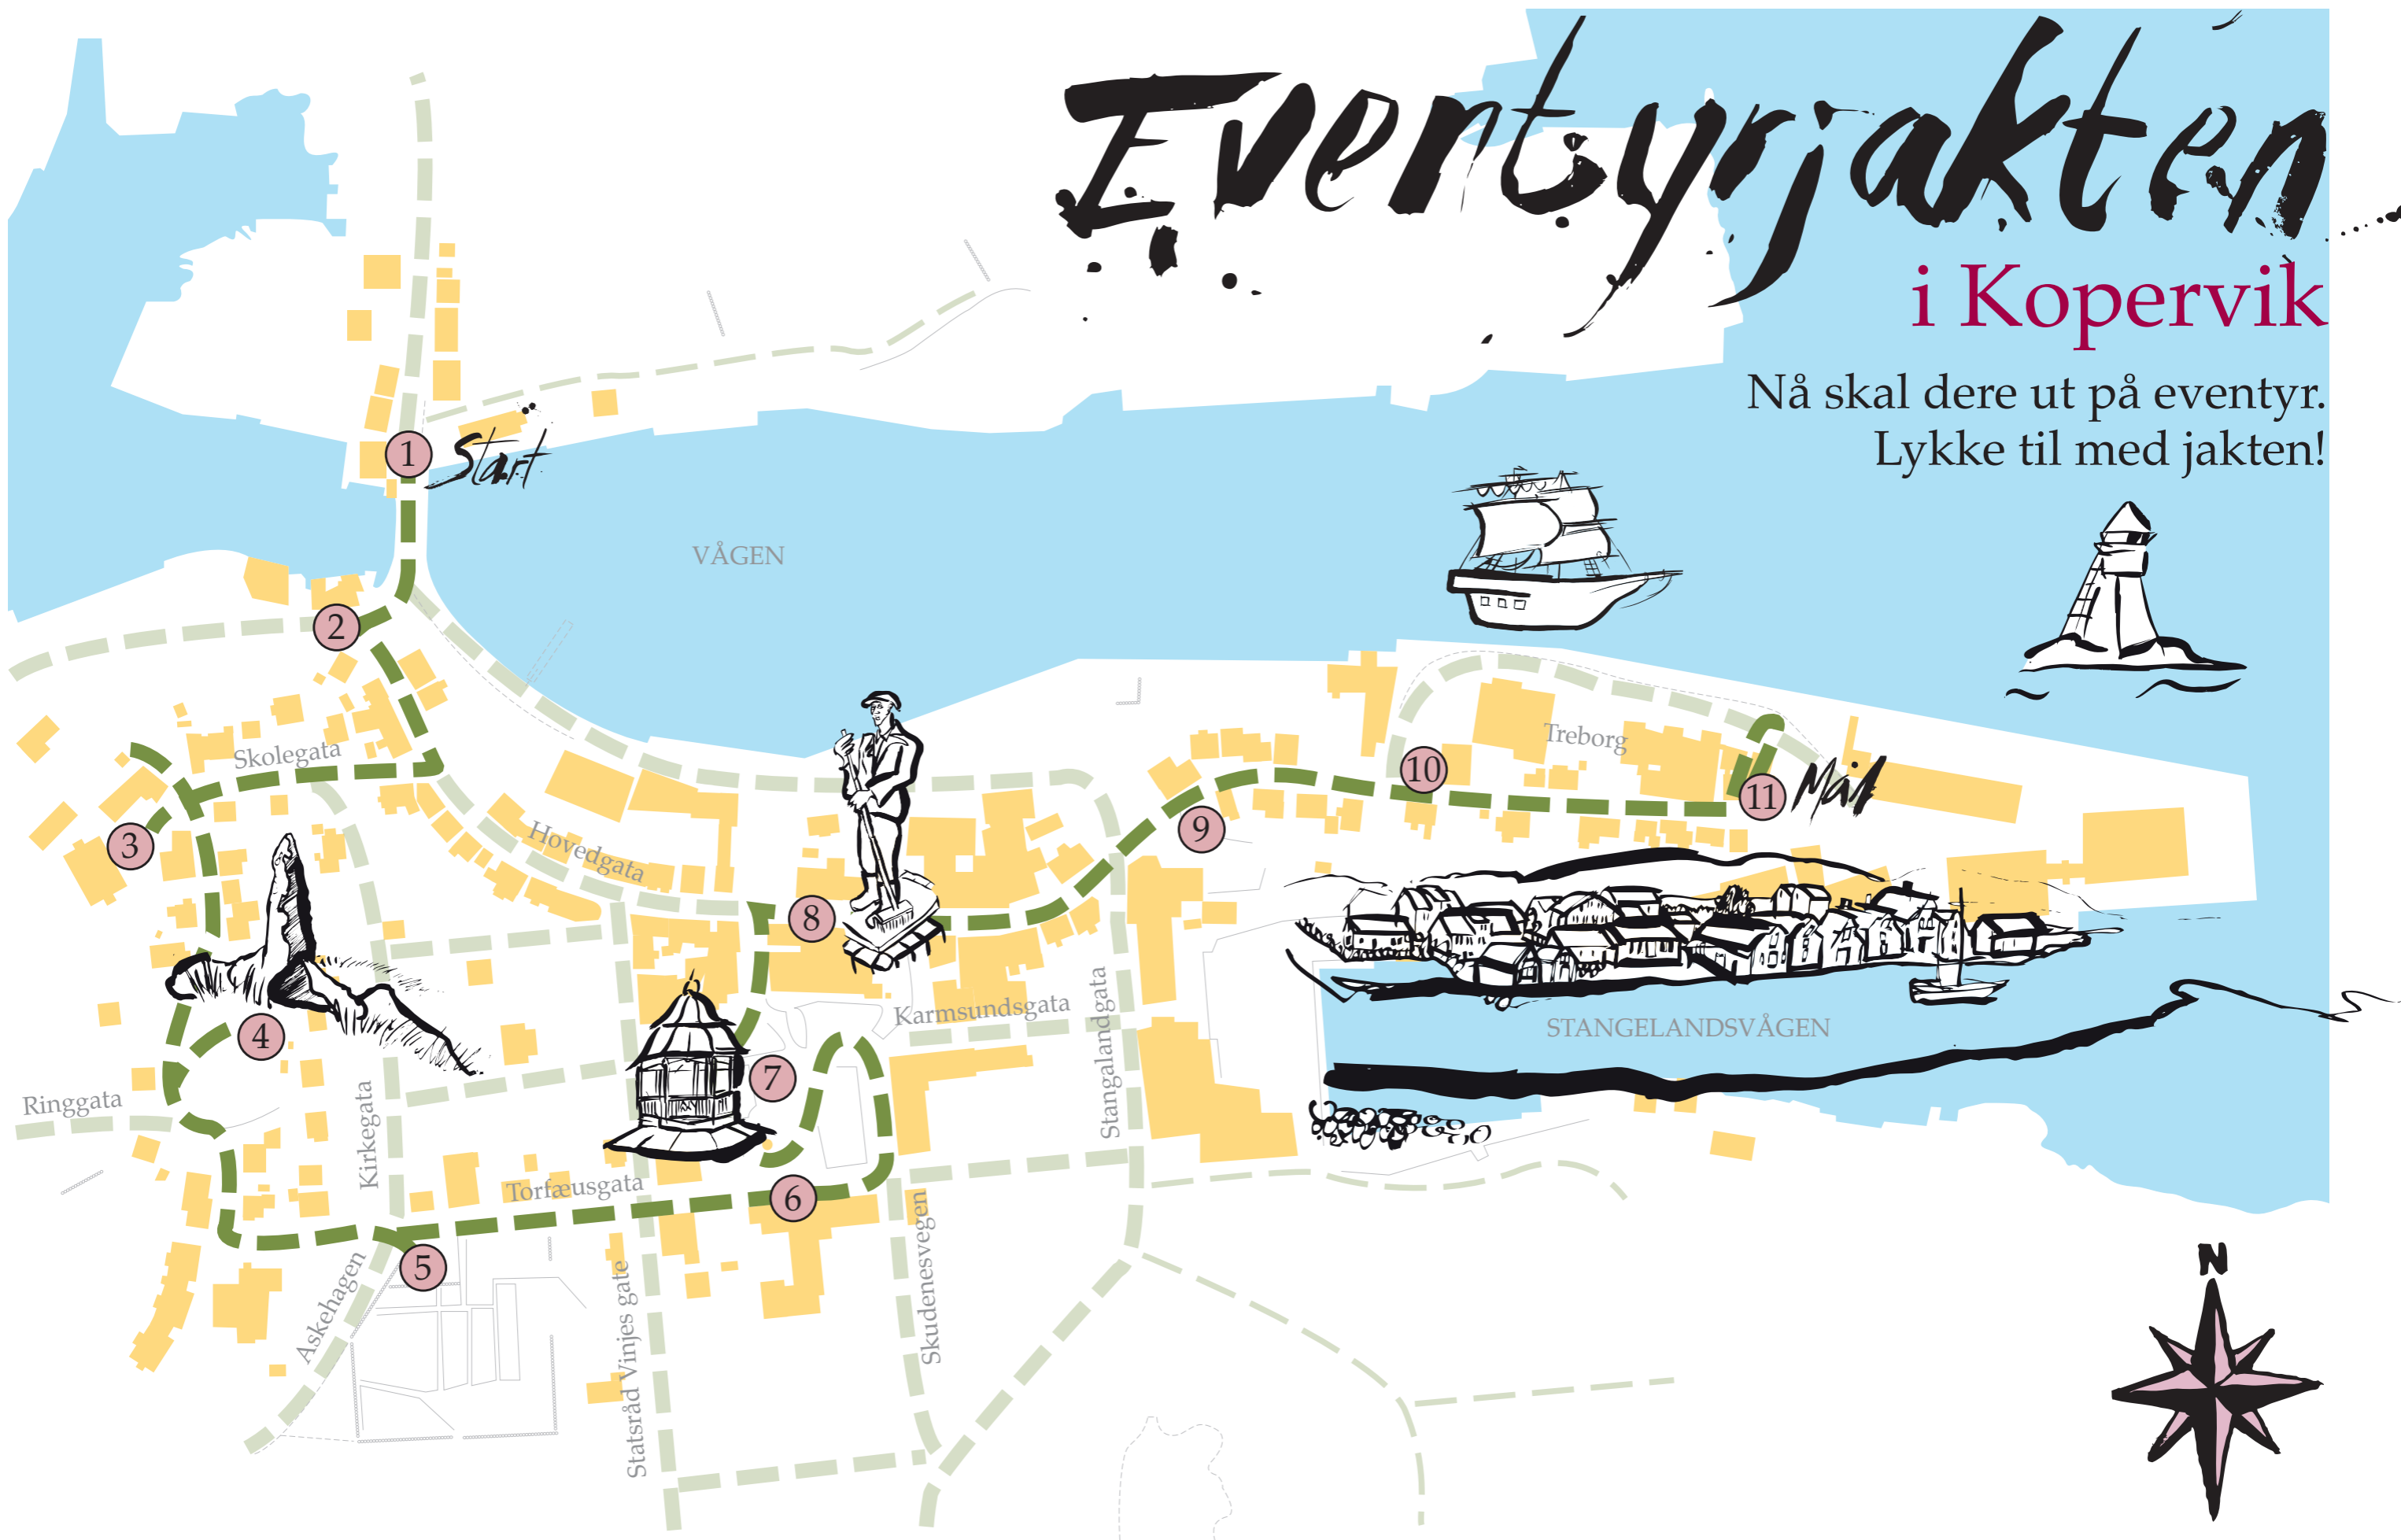 Eventyrjakten
i Kopervik
Nå skal dere ut på eventyr.
Lykke til med jakten!
1
Start
VÅGEN
2
Skolegata
Treborg
10
11
Mål
3
Hovedgata
9
8
4
Karmsundsgata
Stangalandgata
STANGELANDSVÅGEN
7
Ringgata
Kirkegata
Torfæusgata
6
5
Askehagen
Statsråd Vinjes gate
Skudenesvegen
N